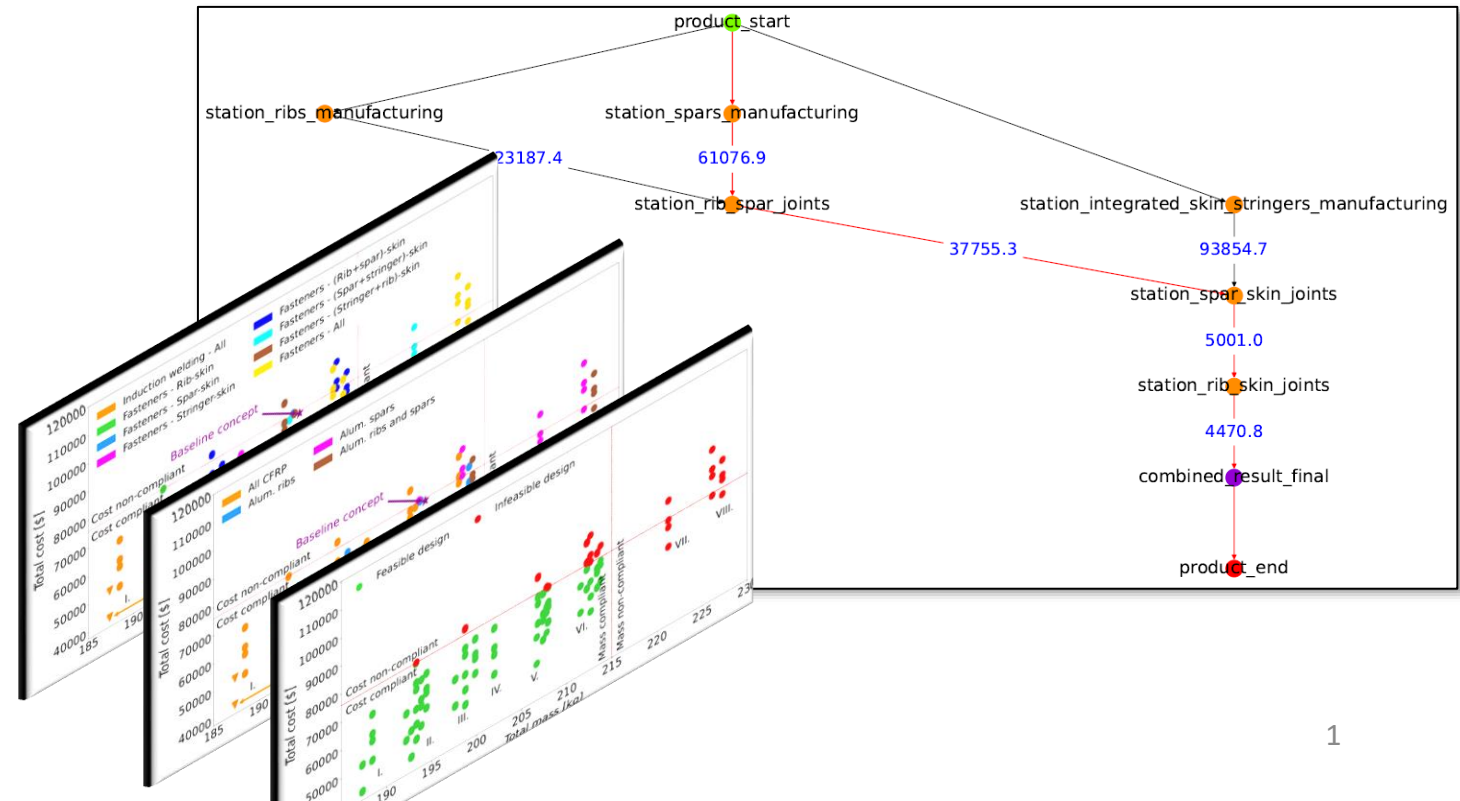 product_start
station_ribs_manufacturing
station_spars_manufacturing
23187.4
61076.9
station_rib_spar_joints
station_integrated_skin_stringers_manufacturing
37755.3
93854.7
station_spar_skin_joints
5001.0
station_rib_skin_joints
4470.8
combined_result_final
product_end
Induction welding - All
Fasteners - Rib-skin
Fasteners - Spar-skin
Fasteners - Stringer-skin
Fasteners - (Rib+spar)-skin
Fasteners - (Spar+stringer)-skin
Fasteners - (Stringer+rib)-skin
Fasteners - All
Baseline concept
Cost non-compliant
Cost compliant
Total cost [$]
120000
110000
100000
90000
80000
70000
60000
50000
40000
185
190
I.
All CFRP
Alum. ribs
Alum. spars
Alum. ribs and spars
Baseline concept
Cost non-compliant
Cost compliant
Total cost [$]
120000
110000
100000
90000
80000
70000
60000
50000
40000
185
190
I.
Feasible design
Infeasible design
Cost non-compliant
Cost compliant
Mass compliant
Mass non-compliant
Total cost [$]
120000
110000
100000
90000
80000
70000
60000
50000
I.
II.
III.
IV.
V.
VI.
VII.
VIII.
190
195
200
205
210
215
220
225
Total mass [kg]
1